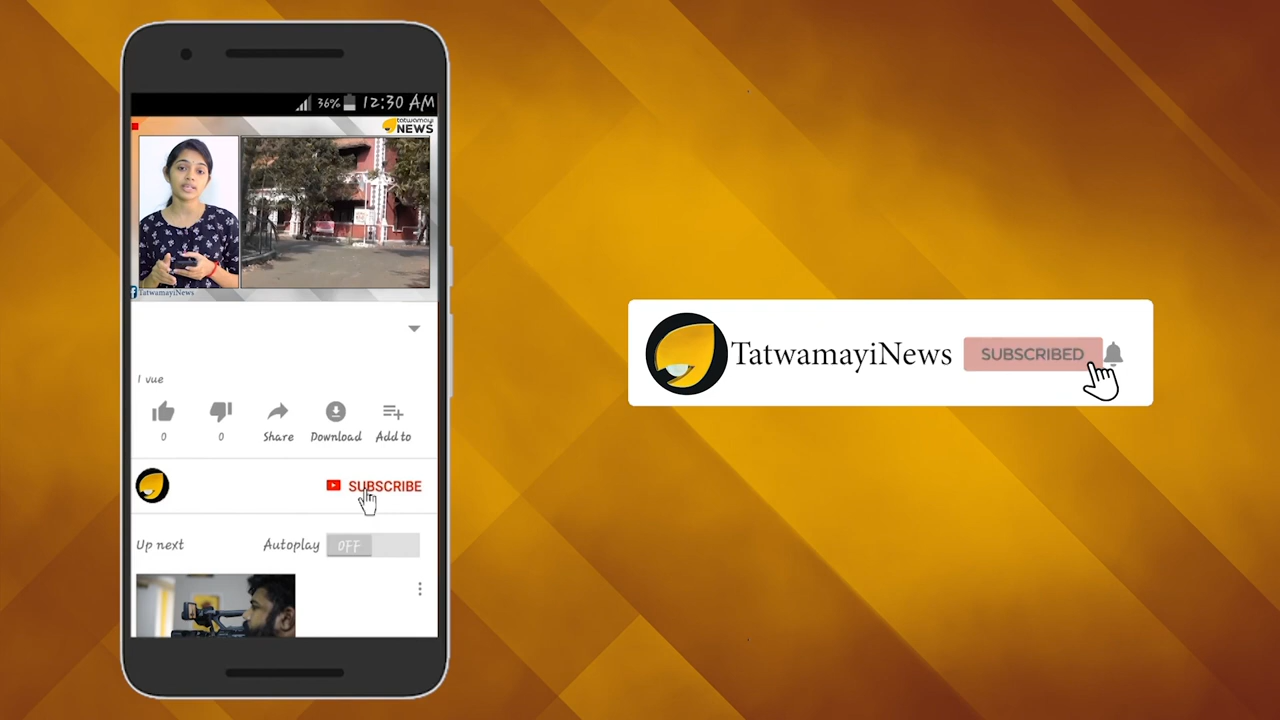 36% 12:30 AM
tatwamayi
NEWS
TatwamayiNews
1 vue
0 0 Share Download Add to
SUBSCRIBE
Up next Autoplay OFF
TatwamayiNews SUBSCRIBED